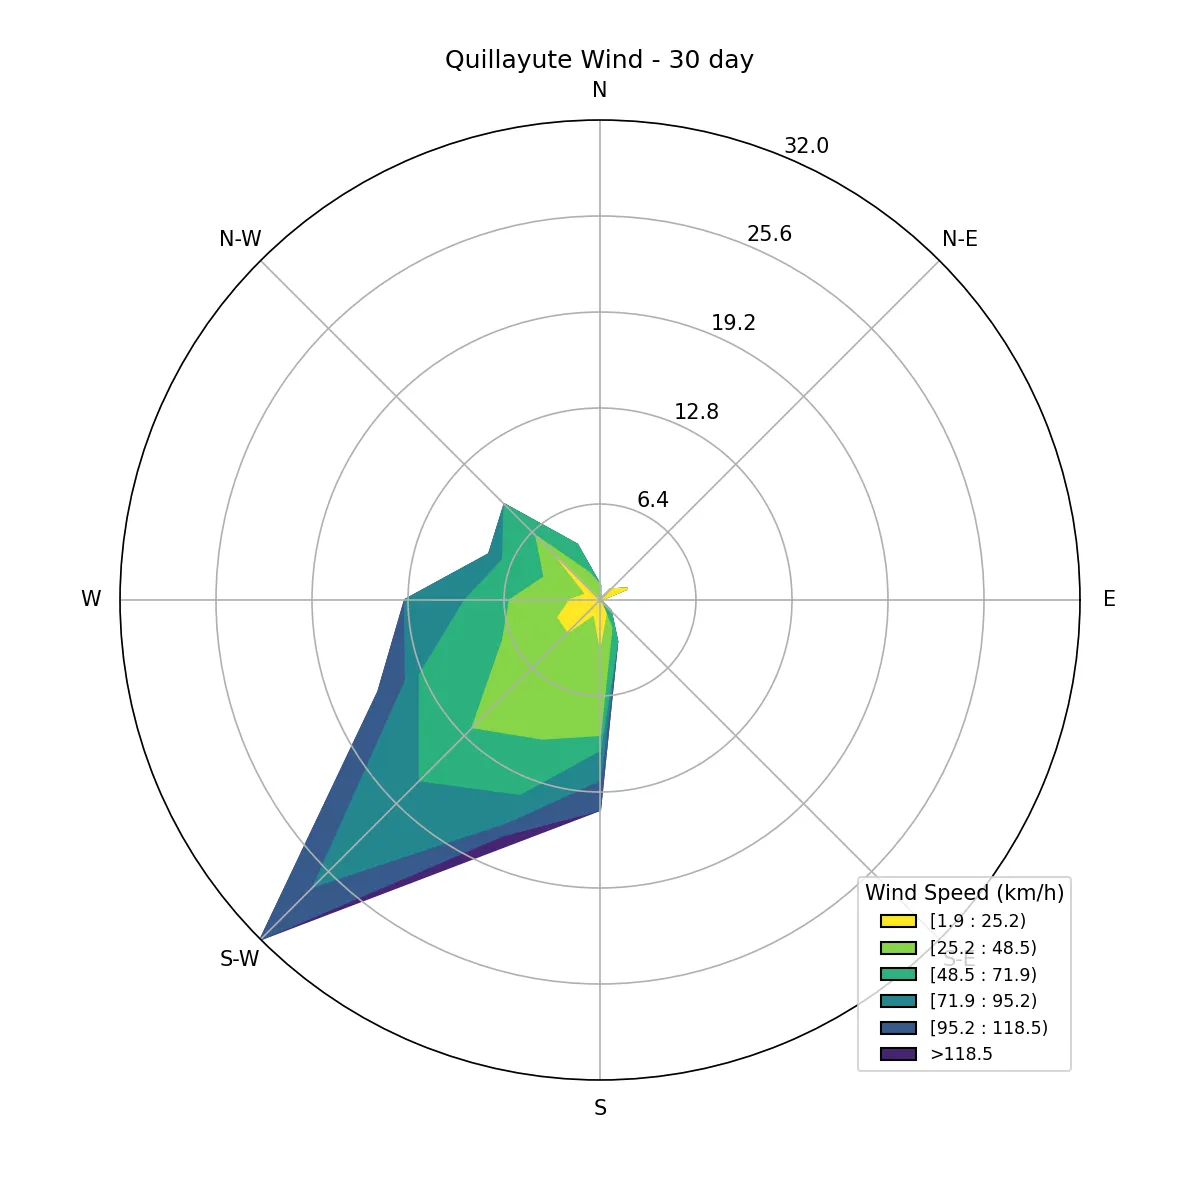 Quillayute Wind - 30 day
N
32.0
25.6
N-W
N-E
19.2
12.8
6.4
W
E
Wind Speed (km/h)
[1.9 : 25.2)
[25.2 : 48.5)
S-W
S-E
[48.5 : 71.9)
[71.9 : 95.2)
[95.2 : 118.5)
>118.5
S